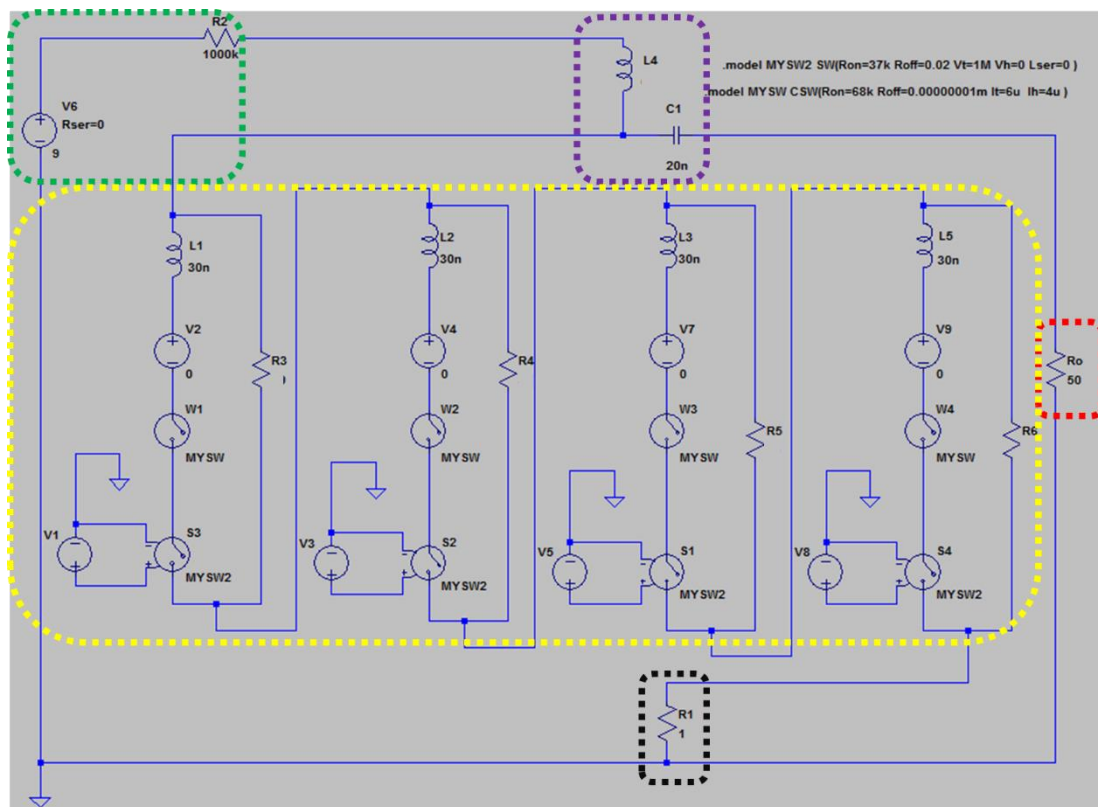 R2
1000k
L4
.model MYSW2 SW(Ron=37k Roff=0.02 Vt=1M Vh=0 Lser=0 )
.model MYSW CSW(Ron=68k Roff=0.00000001m It=6u Ih=4u )
V6
Rser=0
9
C1
20n
L1
30n
L2
30n
L3
30n
L5
30n
V2
0
V4
0
V7
0
V9
0
R3
R4
R5
R6
Ro
50
W1
MYSW
W2
MYSW
W3
MYSW
W4
MYSW
V1
S3
MYSW2
V3
S2
MYSW2
V5
S1
MYSW2
V8
S4
MYSW2
R1
1